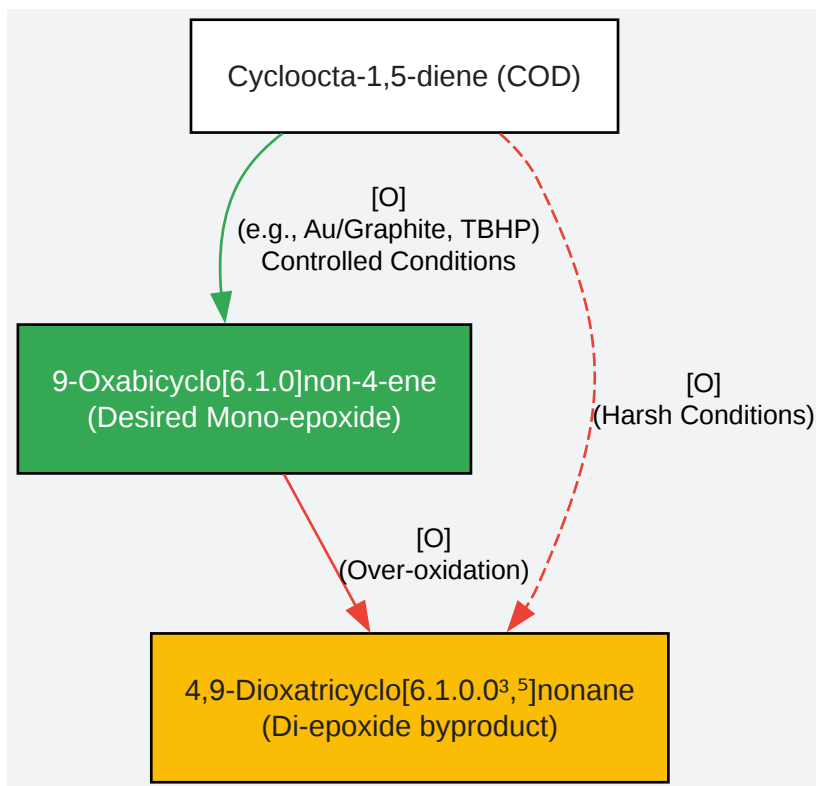 Cycloocta-1,5-diene (COD)
[O]
(e.g., Au/Graphite, TBHP)
Controlled Conditions
9-Oxabicyclo[6.1.0]non-4-ene
(Desired Mono-epoxide)
[O]
(Harsh Conditions)
[O]
(Over-oxidation)
4,9-Dioxatricyclo[6.1.0.0³,⁵]nonane
(Di-epoxide byproduct)